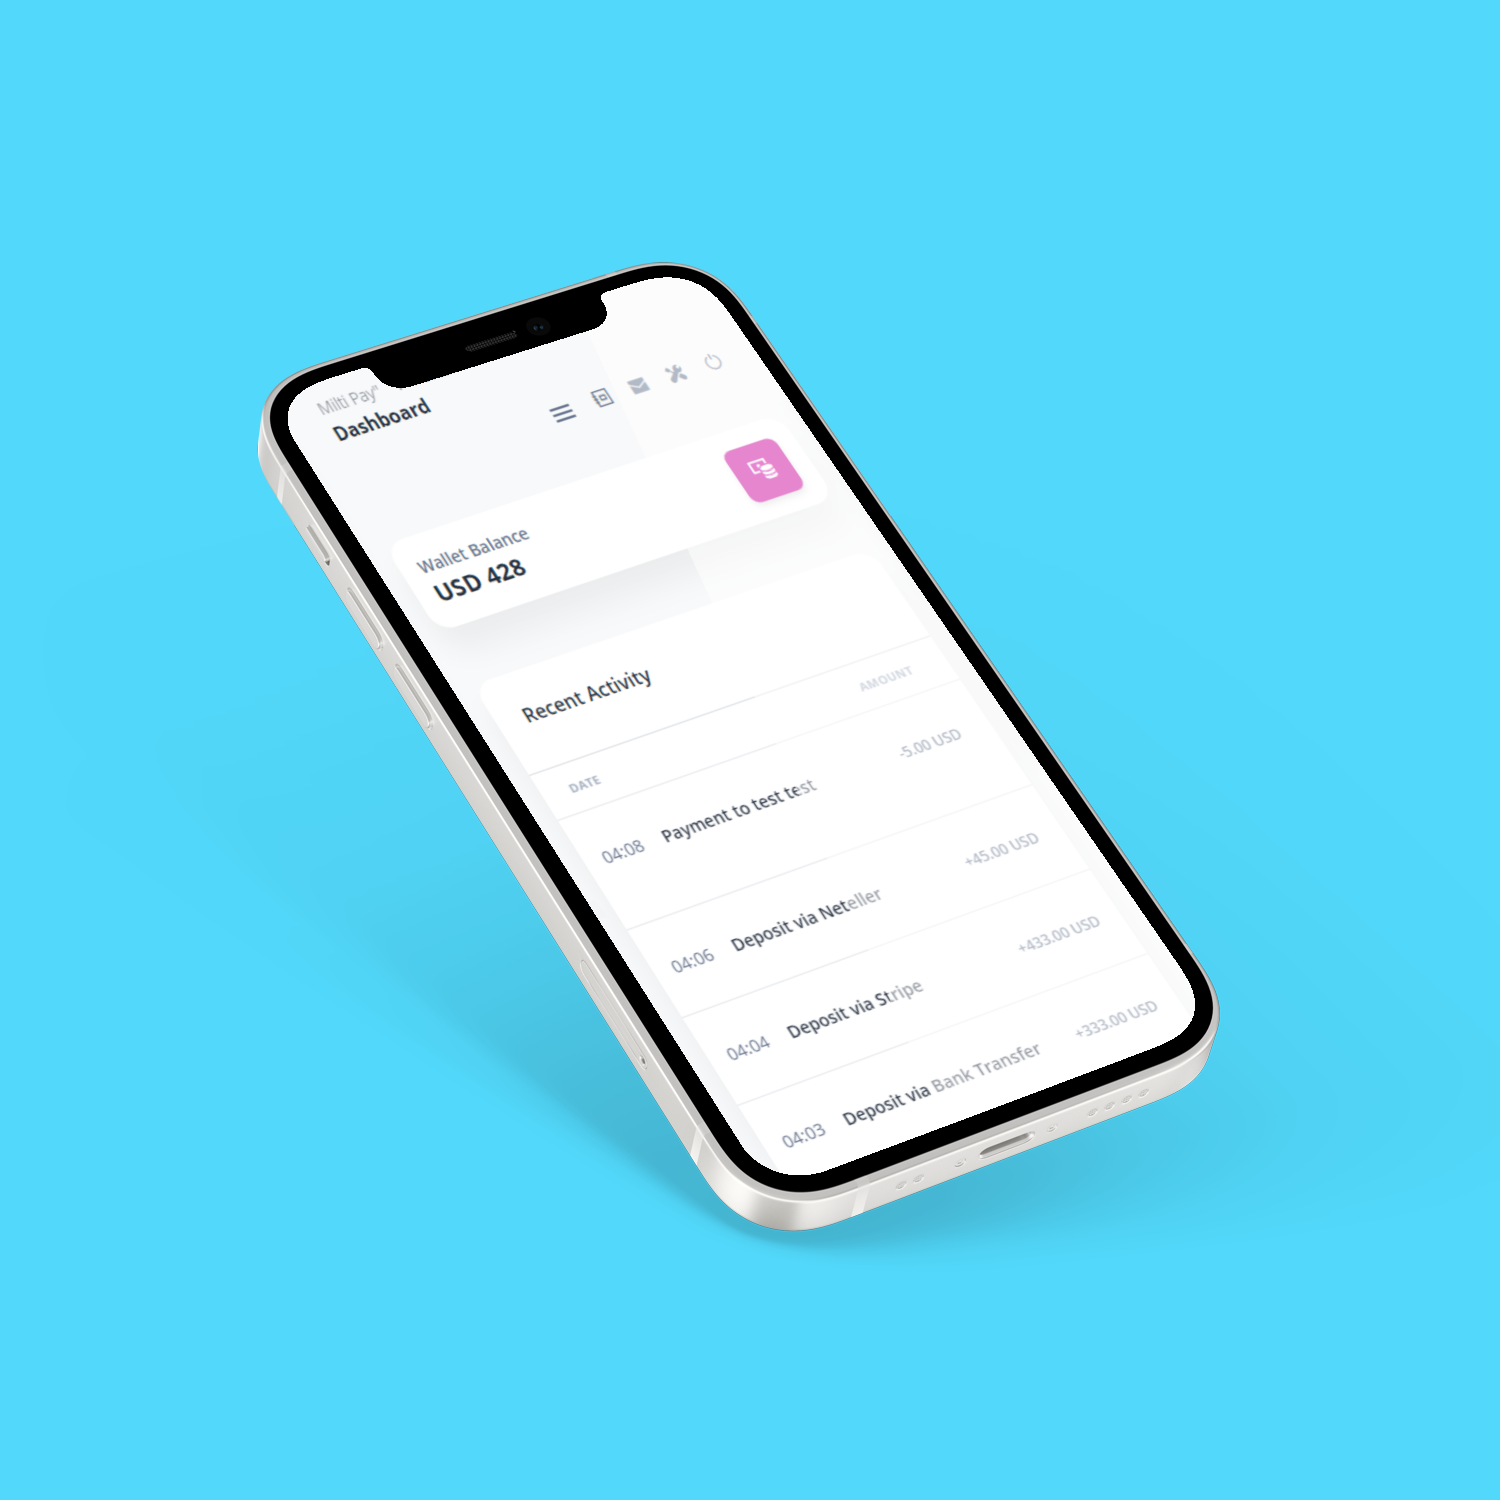 Milti Pay
Dashboard
Wallet Balance
USD 428
Recent Activity
DATE AMOUNT
04:08 Payment to test test -5.00 USD
04:06 Deposit via Neteller +45.00 USD
04:04 Deposit via Stripe +433.00 USD
04:03 Deposit via Bank Transfer +333.00 USD